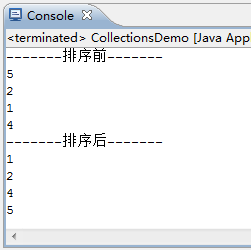 Console
<terminated> CollectionsDemo [Java App
-------排序前-------
5
2
1
4
-------排序后-------
1
2
4
5